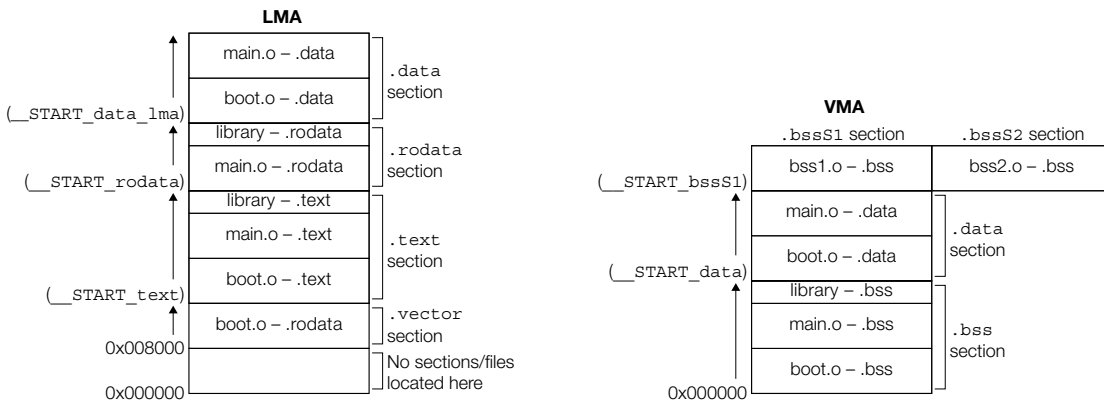 LMA
main.o – .data
boot.o – .data
.data
section
(__START_data_lma)
library – .rodata
main.o – .rodata
.rodata
section
(__START_rodata)
library – .text
main.o – .text
boot.o – .text
.text
section
(__START_text)
boot.o – .rodata
.vector
section
0x008000
No sections/files
located here
0x000000
VMA
.bssS1 section
.bssS2 section
bss1.o – .bss
bss2.o – .bss
(__START_bssS1)
main.o – .data
boot.o – .data
.data
section
(__START_data)
library – .bss
main.o – .bss
boot.o – .bss
.bss
section
0x000000